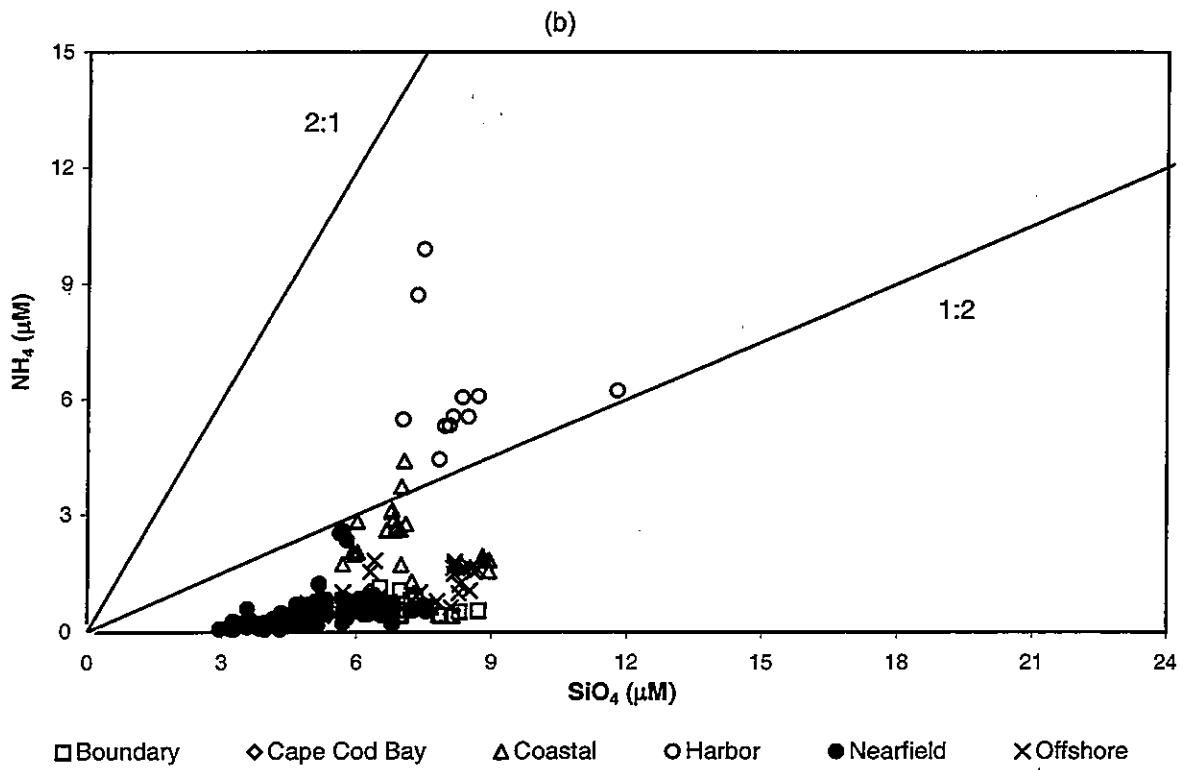 (b)
15
2:1
12
9
1:2
NH₄ (μM)
6
3
0
0 3 6 9 12 15 18 21 24
SiO₄ (μM)
Boundary Cape Cod Bay Coastal Harbor Nearfield Offshore